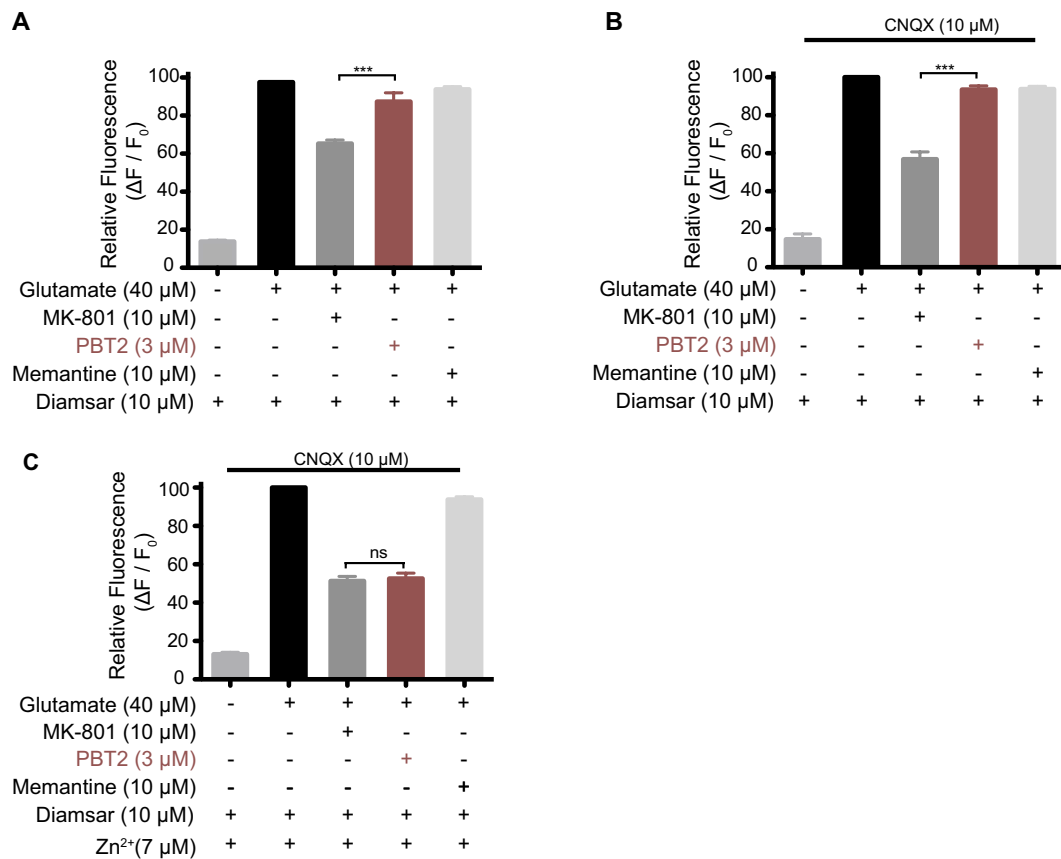 A
Relative Fluorescence
(ΔF / F0)
100
80
60
40
20
0
***
Glutamate (40 µM) - + + + +
MK-801 (10 µM) - - + - -
PBT2 (3 µM) - - - + -
Memantine (10 µM) - - - - +
Diamsar (10 µM) + + + + +
B
CNQX (10 µM)
Relative Fluorescence
(ΔF / F0)
100
80
60
40
20
0
***
Glutamate (40 µM) - + + + +
MK-801 (10 µM) - - + - -
PBT2 (3 µM) - - - + -
Memantine (10 µM) - - - - +
Diamsar (10 µM) + + + + +
C
CNQX (10 µM)
Relative Fluorescence
(ΔF / F0)
100
80
60
40
20
0
ns
Glutamate (40 µM) - + + + +
MK-801 (10 µM) - - + - -
PBT2 (3 µM) - - - + -
Memantine (10 µM) - - - - +
Diamsar (10 µM) + + + + +
Zn2+(7 µM) + + + + +